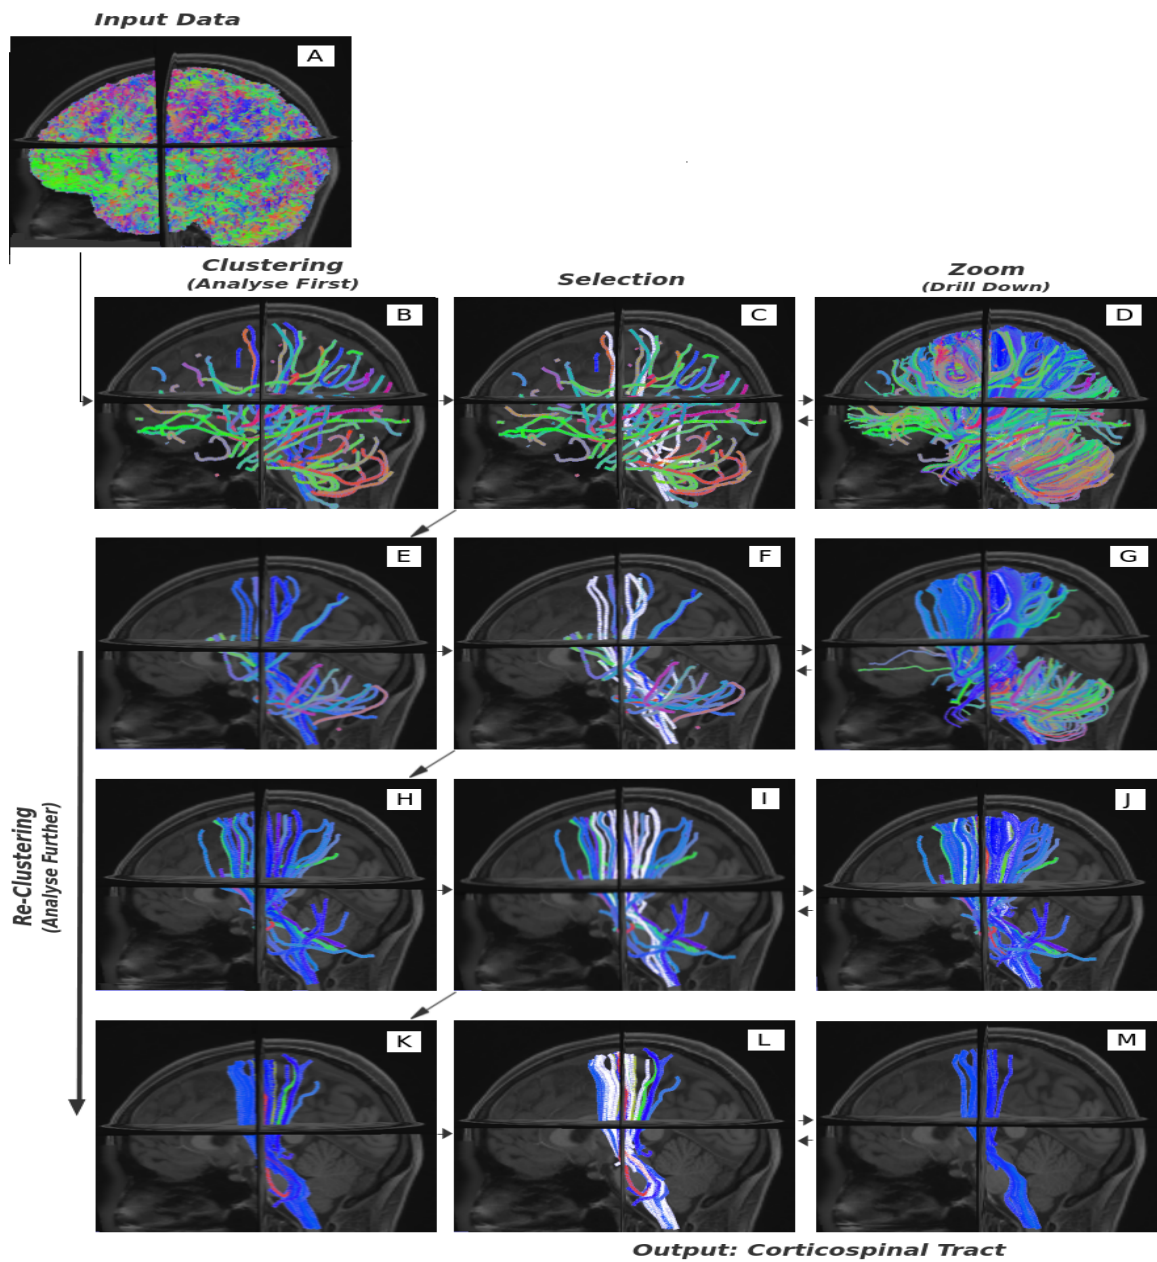 Input Data
A
Clustering
(Analyse First)
Selection
Zoom
(Drill Down)
B
C
D
E
F
G
Re-Clustering
(Analyse Further)
H
I
J
K
L
M
Output: Corticospinal Tract